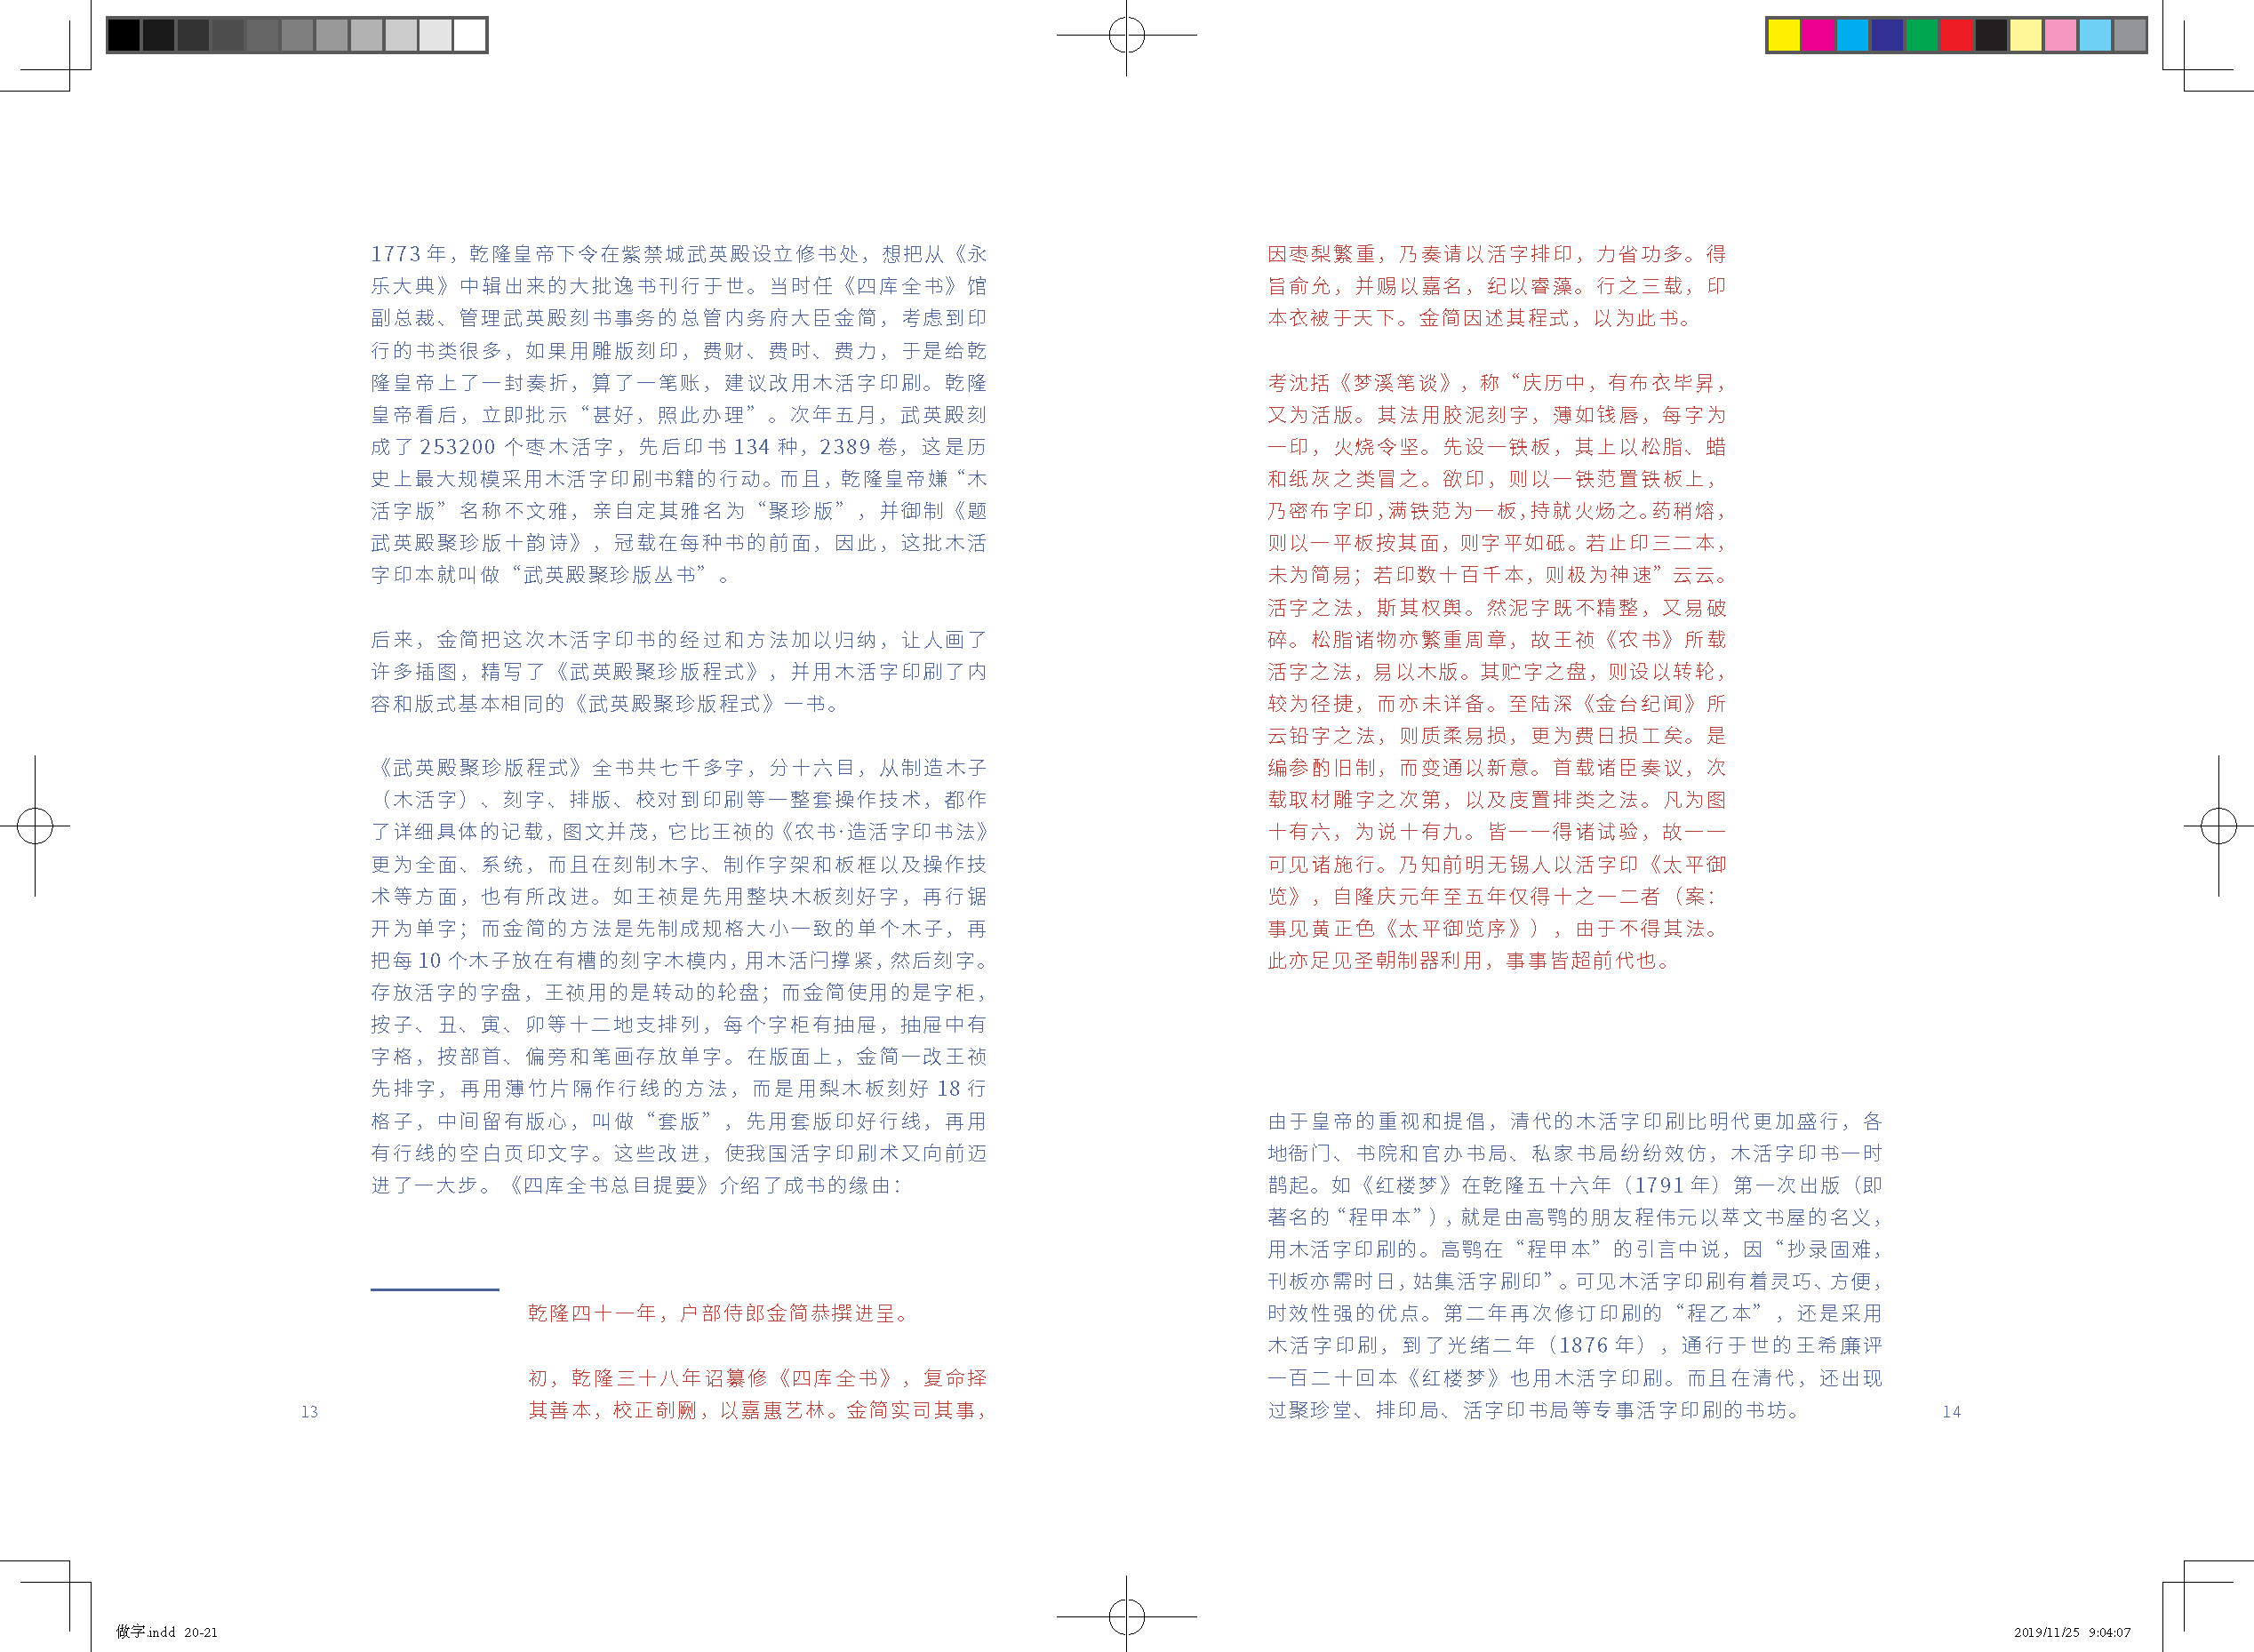 1773 年，乾隆皇帝下令在紫禁城武英殿设立修书处，想把从《永
乐大典》中辑出来的大批逸书刊行于世。当时任《四库全书》馆
副总裁、管理武英殿刻书事务的总管内务府大臣金简，考虑到印
行的书类很多，如果用雕版刻印，费财、费时、费力，于是给乾
隆皇帝上了一封奏折，算了一笔账，建议改用木活字印刷。乾隆
皇帝看后，立即批示“甚好，照此办理”。次年五月，武英殿刻
成了 253200 个枣木活字，先后印书 134 种，2389 卷，这是历
史上最大规模采用木活字印刷书籍的行动。而且，乾隆皇帝嫌“木
活字版”名称不文雅，亲自定其雅名为“聚珍版”，并御制《题
武英殿聚珍版十韵诗》，冠载在每种书的前面，因此，这批木活
字印本就叫做“武英殿聚珍版丛书”。
后来，金简把这次木活字印书的经过和方法加以归纳，让人画了
许多插图，精写了《武英殿聚珍版程式》，并用木活字印刷了内
容和版式基本相同的《武英殿聚珍版程式》一书。
《武英殿聚珍版程式》全书共七千多字，分十六目，从制造木子
（木活字）、刻字、排版、校对到印刷等一整套操作技术，都作
了详细具体的记载，图文并茂，它比王祯的《农书·造活字印书法》
更为全面、系统，而且在刻制木字、制作字架和板框以及操作技
术等方面，也有所改进。如王祯是先用整块木板刻好字，再行锯
开为单字；而金简的方法是先制成规格大小一致的单个木子，再
把每 10 个木子放在有槽的刻字木模内，用木活闩撑紧，然后刻字。
存放活字的字盘，王祯用的是转动的轮盘；而金简使用的是字柜，
按子、丑、寅、卯等十二地支排列，每个字柜有抽屉，抽屉中有
字格，按部首、偏旁和笔画存放单字。在版面上，金简一改王祯
先排字，再用薄竹片隔作行线的方法，而是用梨木板刻好 18 行
格子，中间留有版心，叫做“套版”，先用套版印好行线，再用
有行线的空白页印文字。这些改进，使我国活字印刷术又向前迈
进了一大步。《四库全书总目提要》介绍了成书的缘由：
乾隆四十一年，户部侍郎金简恭撰进呈。
初，乾隆三十八年诏纂修《四库全书》，复命择
其善本，校正剞劂，以嘉惠艺林。金简实司其事，
13
因枣梨繁重，乃奏请以活字排印，力省功多。得
旨俞允，并赐以嘉名，纪以睿藻。行之三载，印
本衣被于天下。金简因述其程式，以为此书。
考沈括《梦溪笔谈》，称“庆历中，有布衣毕昇，
又为活版。其法用胶泥刻字，薄如钱唇，每字为
一印，火烧令坚。先设一铁板，其上以松脂、蜡
和纸灰之类冒之。欲印，则以一铁范置铁板上，
乃密布字印，满铁范为一板，持就火炀之。药稍熔，
则以一平板按其面，则字平如砥。若止印三二本，
未为简易；若印数十百千本，则极为神速”云云。
活字之法，斯其权舆。然泥字既不精整，又易破
碎。松脂诸物亦繁重周章，故王祯《农书》所载
活字之法，易以木版。其贮字之盘，则设以转轮，
较为径捷，而亦未详备。至陆深《金台纪闻》所
云铅字之法，则质柔易损，更为费日损工矣。是
编参酌旧制，而变通以新意。首载诸臣奏议，次
载取材雕字之次第，以及庋置排类之法。凡为图
十有六，为说十有九。皆一一得诸试验，故一一
可见诸施行。乃知前明无锡人以活字印《太平御
览》，自隆庆元年至五年仅得十之一二者（案：
事见黄正色《太平御览序》），由于不得其法。
此亦足见圣朝制器利用，事事皆超前代也。
由于皇帝的重视和提倡，清代的木活字印刷比明代更加盛行，各
地衙门、书院和官办书局、私家书局纷纷效仿，木活字印书一时
鹊起。如《红楼梦》在乾隆五十六年（1791 年）第一次出版（即
著名的“程甲本”），就是由高鹗的朋友程伟元以萃文书屋的名义，
用木活字印刷的。高鹗在“程甲本”的引言中说，因“抄录固难，
刊板亦需时日，姑集活字刷印”。可见木活字印刷有着灵巧、方便，
时效性强的优点。第二年再次修订印刷的“程乙本”，还是采用
木活字印刷，到了光绪二年（1876 年），通行于世的王希廉评
一百二十回本《红楼梦》也用木活字印刷。而且在清代，还出现
过聚珍堂、排印局、活字印书局等专事活字印刷的书坊。
14
做字.indd 20-21
2019/11/25 9:04:07